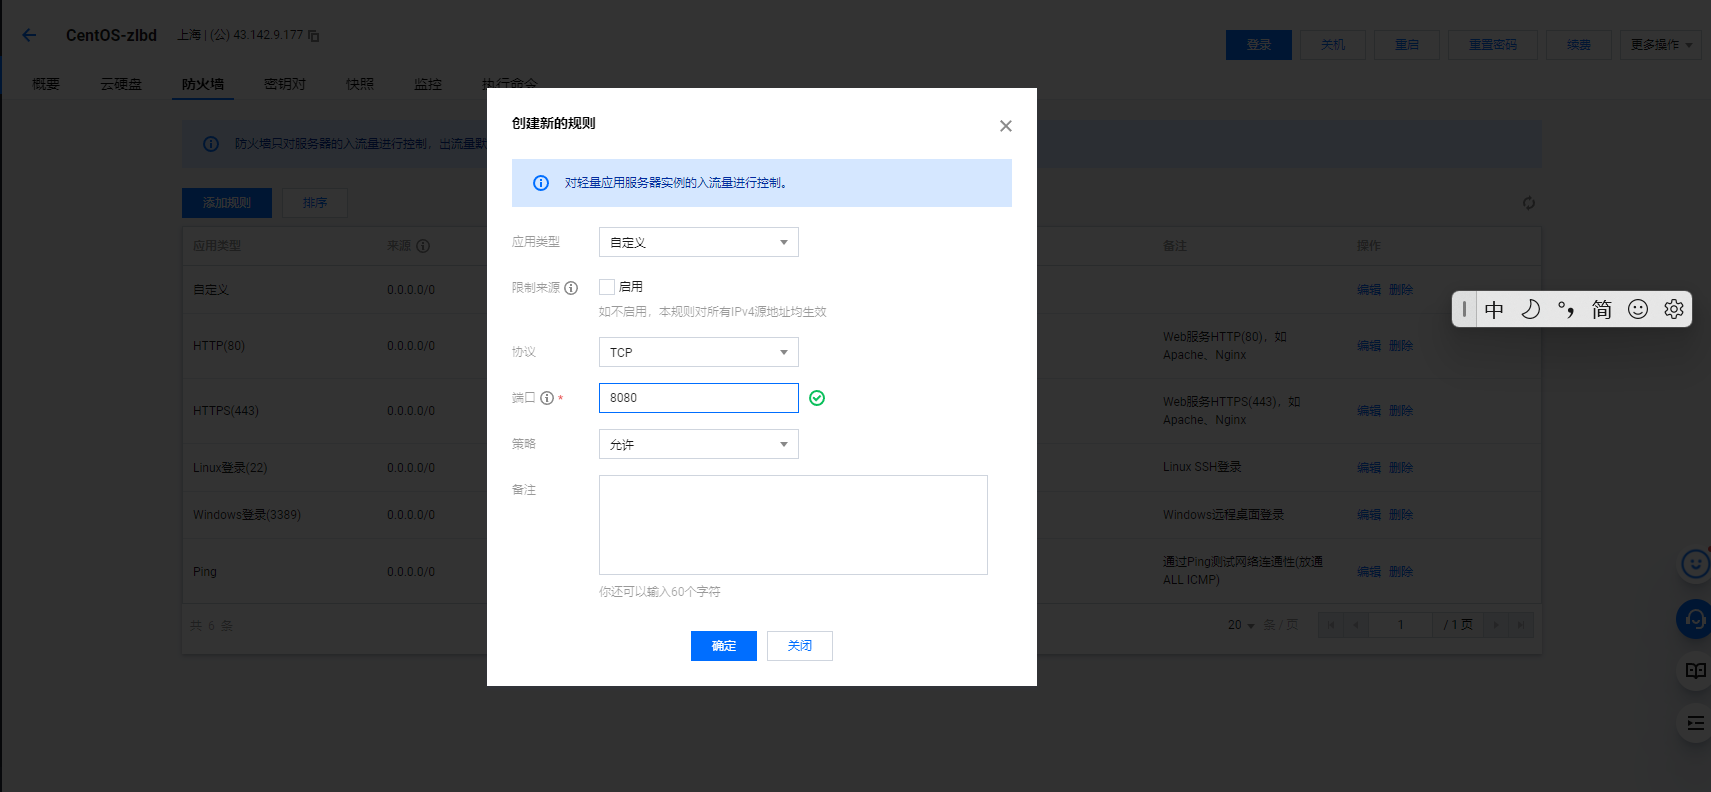 CentOS-zlbd 上海 | (公) 43.142.9.177
登录 关机 重启 重置密码 续费 更多操作
概要 云硬盘 防火墙 密钥对 快照 监控 执行命令
防火墙只对服务器的入流量进行控制，出流量默
添加规则 排序
应用类型 来源 备注 操作
自定义 0.0.0.0/0 编辑 删除
HTTP(80) 0.0.0.0/0 Web服务HTTP(80)，如
Apache、Nginx 编辑 删除
HTTPS(443) 0.0.0.0/0 Web服务HTTPS(443)，如
Apache、Nginx 编辑 删除
Linux登录(22) 0.0.0.0/0 Linux SSH登录 编辑 删除
Windows登录(3389) 0.0.0.0/0 Windows远程桌面登录 编辑 删除
Ping 0.0.0.0/0 通过Ping测试网络连通性(放通
ALL ICMP) 编辑 删除
共 6 条 20 条 / 页 1 / 1 页
创建新的规则
对轻量应用服务器实例的入流量进行控制。
应用类型 自定义
限制来源 启用
如不启用，本规则对所有IPv4源地址均生效
协议 TCP
端口 * 8080
策略 允许
备注
你还可以输入60个字符
确定 关闭
中 °, 简